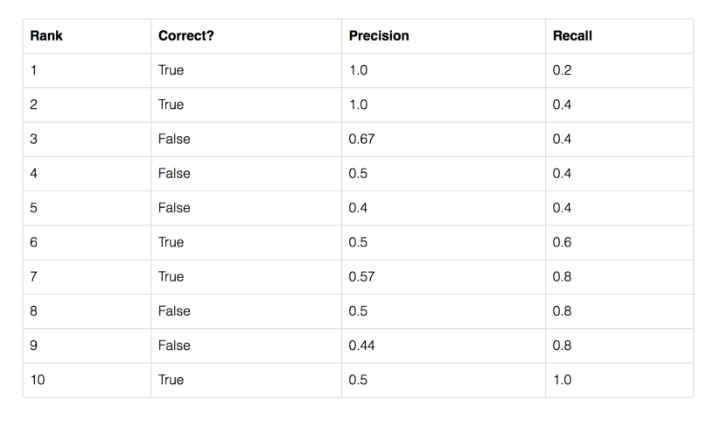 Rank Correct? Precision Recall
1 True 1.0 0.2
2 True 1.0 0.4
3 False 0.67 0.4
4 False 0.5 0.4
5 False 0.4 0.4
6 True 0.5 0.6
7 True 0.57 0.8
8 False 0.5 0.8
9 False 0.44 0.8
10 True 0.5 1.0